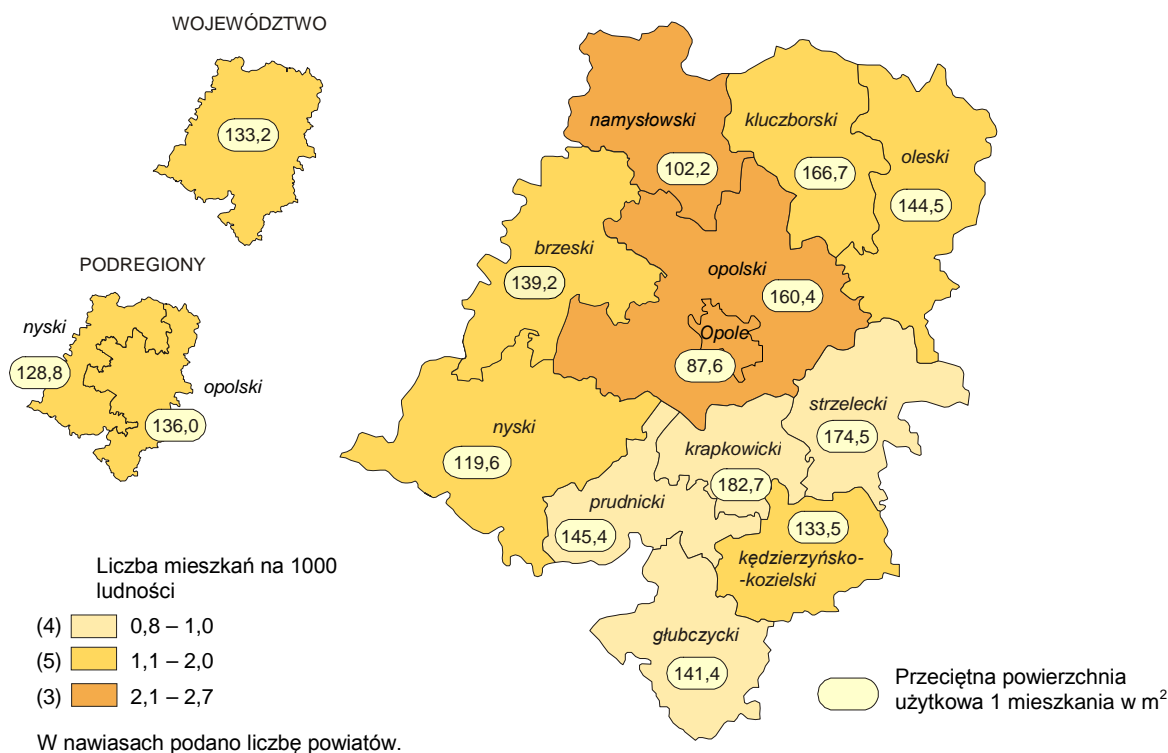 WOJEWÓDZTWO
133,2
PODREGIONY
nyski
128,8
opolski
136,0
namysłowski
102,2
kluczborski
166,7
oleski
144,5
brzeski
139,2
opolski
160,4
Opole
87,6
strzelecki
174,5
nyski
119,6
krapkowicki
182,7
prudnicki
145,4
133,5
kędzierzyńsko-
-kozielski
głubczycki
141,4
Liczba mieszkań na 1000
ludności
(4) 0,8 – 1,0
(5) 1,1 – 2,0
(3) 2,1 – 2,7
W nawiasach podano liczbę powiatów.
Przeciętna powierzchnia
użytkowa 1 mieszkania w m²